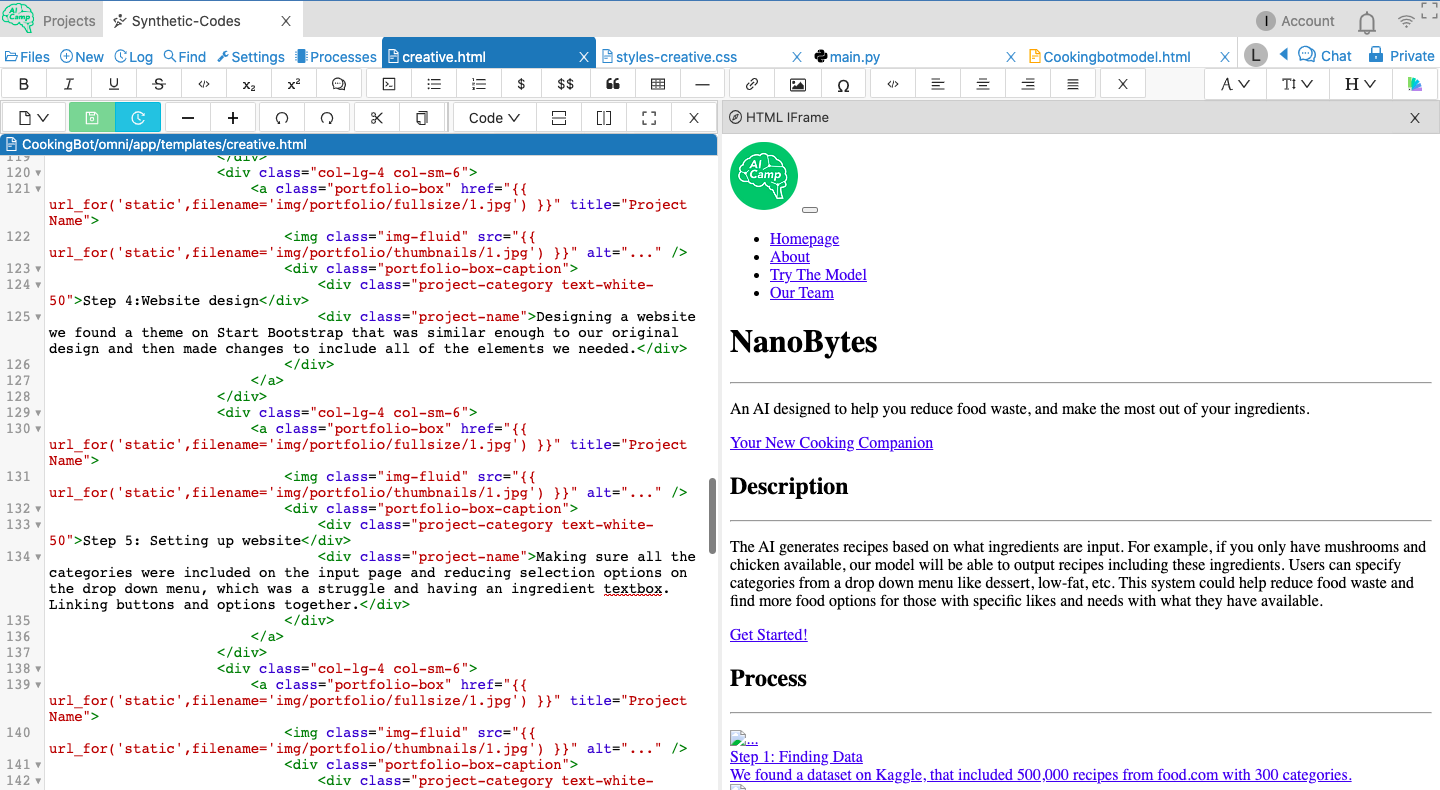 AI Camp
Projects
Synthetic-Codes
X
I
Account
Files
New
Log
Find
Settings
Processes
creative.html
X
styles-creative.css
X
main.py
X
Cookingbotmodel.html
X
L
Chat
Private
B I U S </> x₂ x² $ $$ — Ω </> X A T H
Code
X
HTML IFrame
X
CookingBot/omni/app/templates/creative.html
119 </div>
120 <div class="col-lg-4 col-sm-6">
121 <a class="portfolio-box" href="{{
url_for('static',filename='img/portfolio/fullsize/1.jpg') }}" title="Project
Name">
122 <img class="img-fluid" src="{{
url_for('static',filename='img/portfolio/thumbnails/1.jpg') }}" alt="..." />
123 <div class="portfolio-box-caption">
124 <div class="project-category text-white-
50">Step 4:Website design</div>
125 <div class="project-name">Designing a website
we found a theme on Start Bootstrap that was similar enough to our original
design and then made changes to include all of the elements we needed.</div>
126 </div>
127 </a>
128 </div>
129 <div class="col-lg-4 col-sm-6">
130 <a class="portfolio-box" href="{{
url_for('static',filename='img/portfolio/fullsize/1.jpg') }}" title="Project
Name">
131 <img class="img-fluid" src="{{
url_for('static',filename='img/portfolio/thumbnails/1.jpg') }}" alt="..." />
132 <div class="portfolio-box-caption">
133 <div class="project-category text-white-
50">Step 5: Setting up website</div>
134 <div class="project-name">Making sure all the
categories were included on the input page and reducing selection options on
the drop down menu, which was a struggle and having an ingredient textbox.
Linking buttons and options together.</div>
135 </div>
136 </a>
137 </div>
138 <div class="col-lg-4 col-sm-6">
139 <a class="portfolio-box" href="{{
url_for('static',filename='img/portfolio/fullsize/1.jpg') }}" title="Project
Name">
140 <img class="img-fluid" src="{{
url_for('static',filename='img/portfolio/thumbnails/1.jpg') }}" alt="..." />
141 <div class="portfolio-box-caption">
142 <div class="project-category text-white-
AI Camp
Homepage
About
Try The Model
Our Team
NanoBytes
An AI designed to help you reduce food waste, and make the most out of your ingredients.
Your New Cooking Companion
Description
The AI generates recipes based on what ingredients are input. For example, if you only have mushrooms and
chicken available, our model will be able to output recipes including these ingredients. Users can specify
categories from a drop down menu like dessert, low-fat, etc. This system could help reduce food waste and
find more food options for those with specific likes and needs with what they have available.
Get Started!
Process
...
Step 1: Finding Data
We found a dataset on Kaggle, that included 500,000 recipes from food.com with 300 categories.